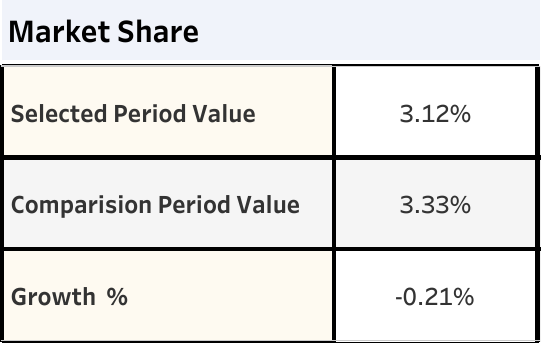 Market Share
Selected Period Value 3.12%
Comparision Period Value 3.33%
Growth % -0.21%